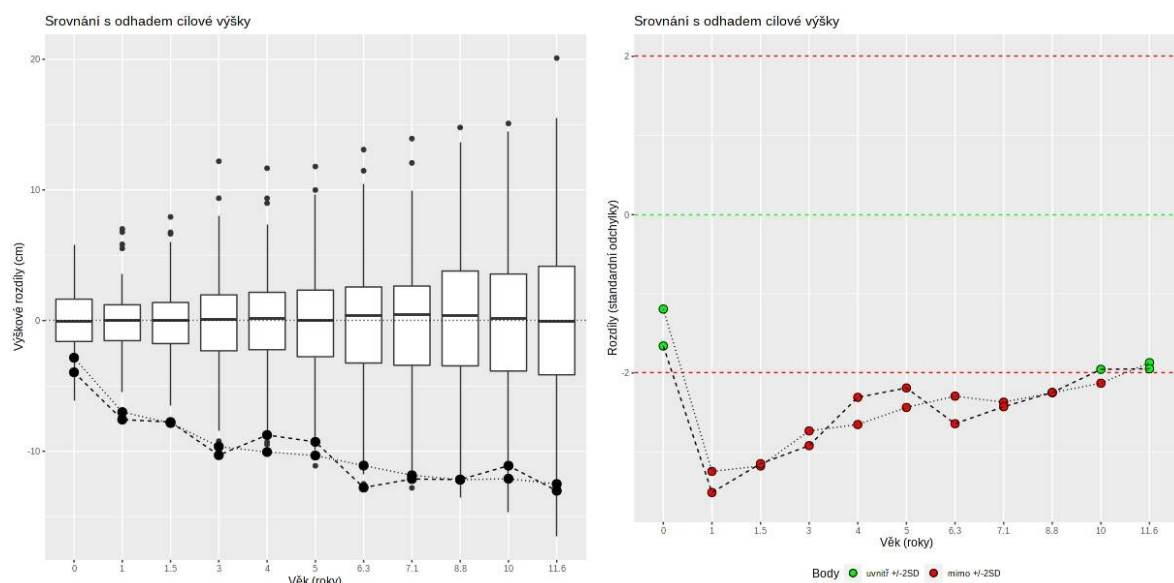 Srovnání s odhadem cílové výšky
20
10
0
-10
Výškové rozdíly (cm)
0 1 1.5 3 4 5 6.3 7.1 8.8 10 11.6
Věk (roky)
Srovnání s odhadem cílové výšky
2
0
-2
Rozdíly (standardní odchylky)
0 1 1.5 3 4 5 6.3 7.1 8.8 10 11.6
Věk (roky)
Body uvnitř +/-2SD mimo +/-2SD